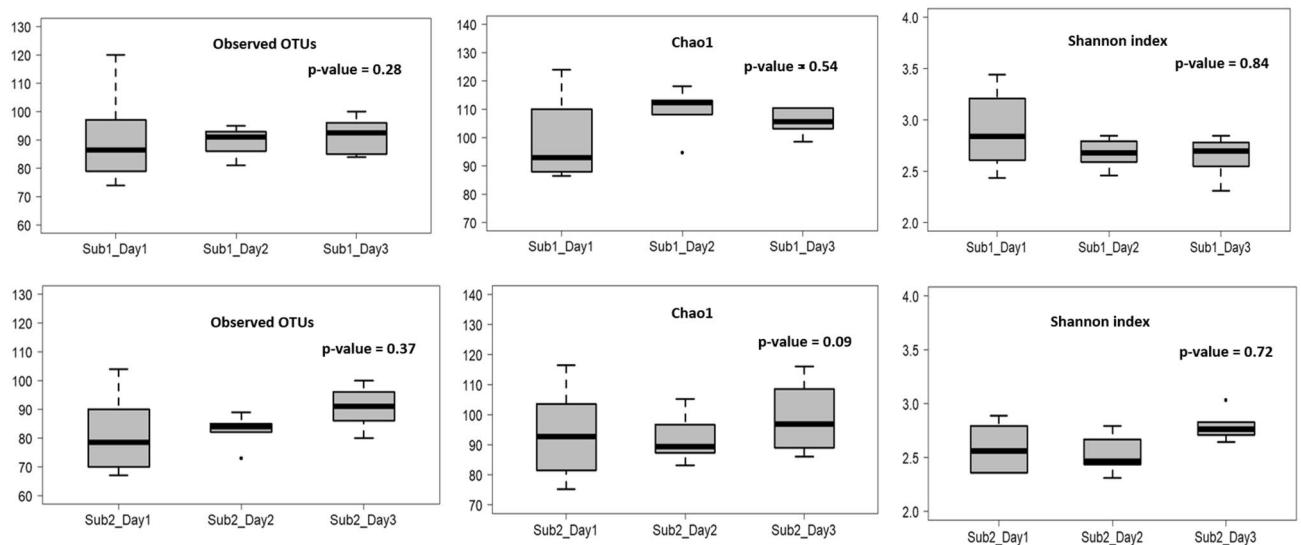 Observed OTUs
p-value = 0.28
130
120
110
100
90
80
70
60
Sub1_Day1
Sub1_Day2
Sub1_Day3
Chao1
p-value = 0.54
140
130
120
110
100
90
80
70
Sub1_Day1
Sub1_Day2
Sub1_Day3
Shannon index
p-value = 0.84
4.0
3.5
3.0
2.5
2.0
Sub1_Day1
Sub1_Day2
Sub1_Day3
Observed OTUs
p-value = 0.37
130
120
110
100
90
80
70
60
Sub2_Day1
Sub2_Day2
Sub2_Day3
Chao1
p-value = 0.09
140
130
120
110
100
90
80
70
Sub2_Day1
Sub2_Day2
Sub2_Day3
Shannon index
p-value = 0.72
4.0
3.5
3.0
2.5
2.0
Sub2_Day1
Sub2_Day2
Sub2_Day3